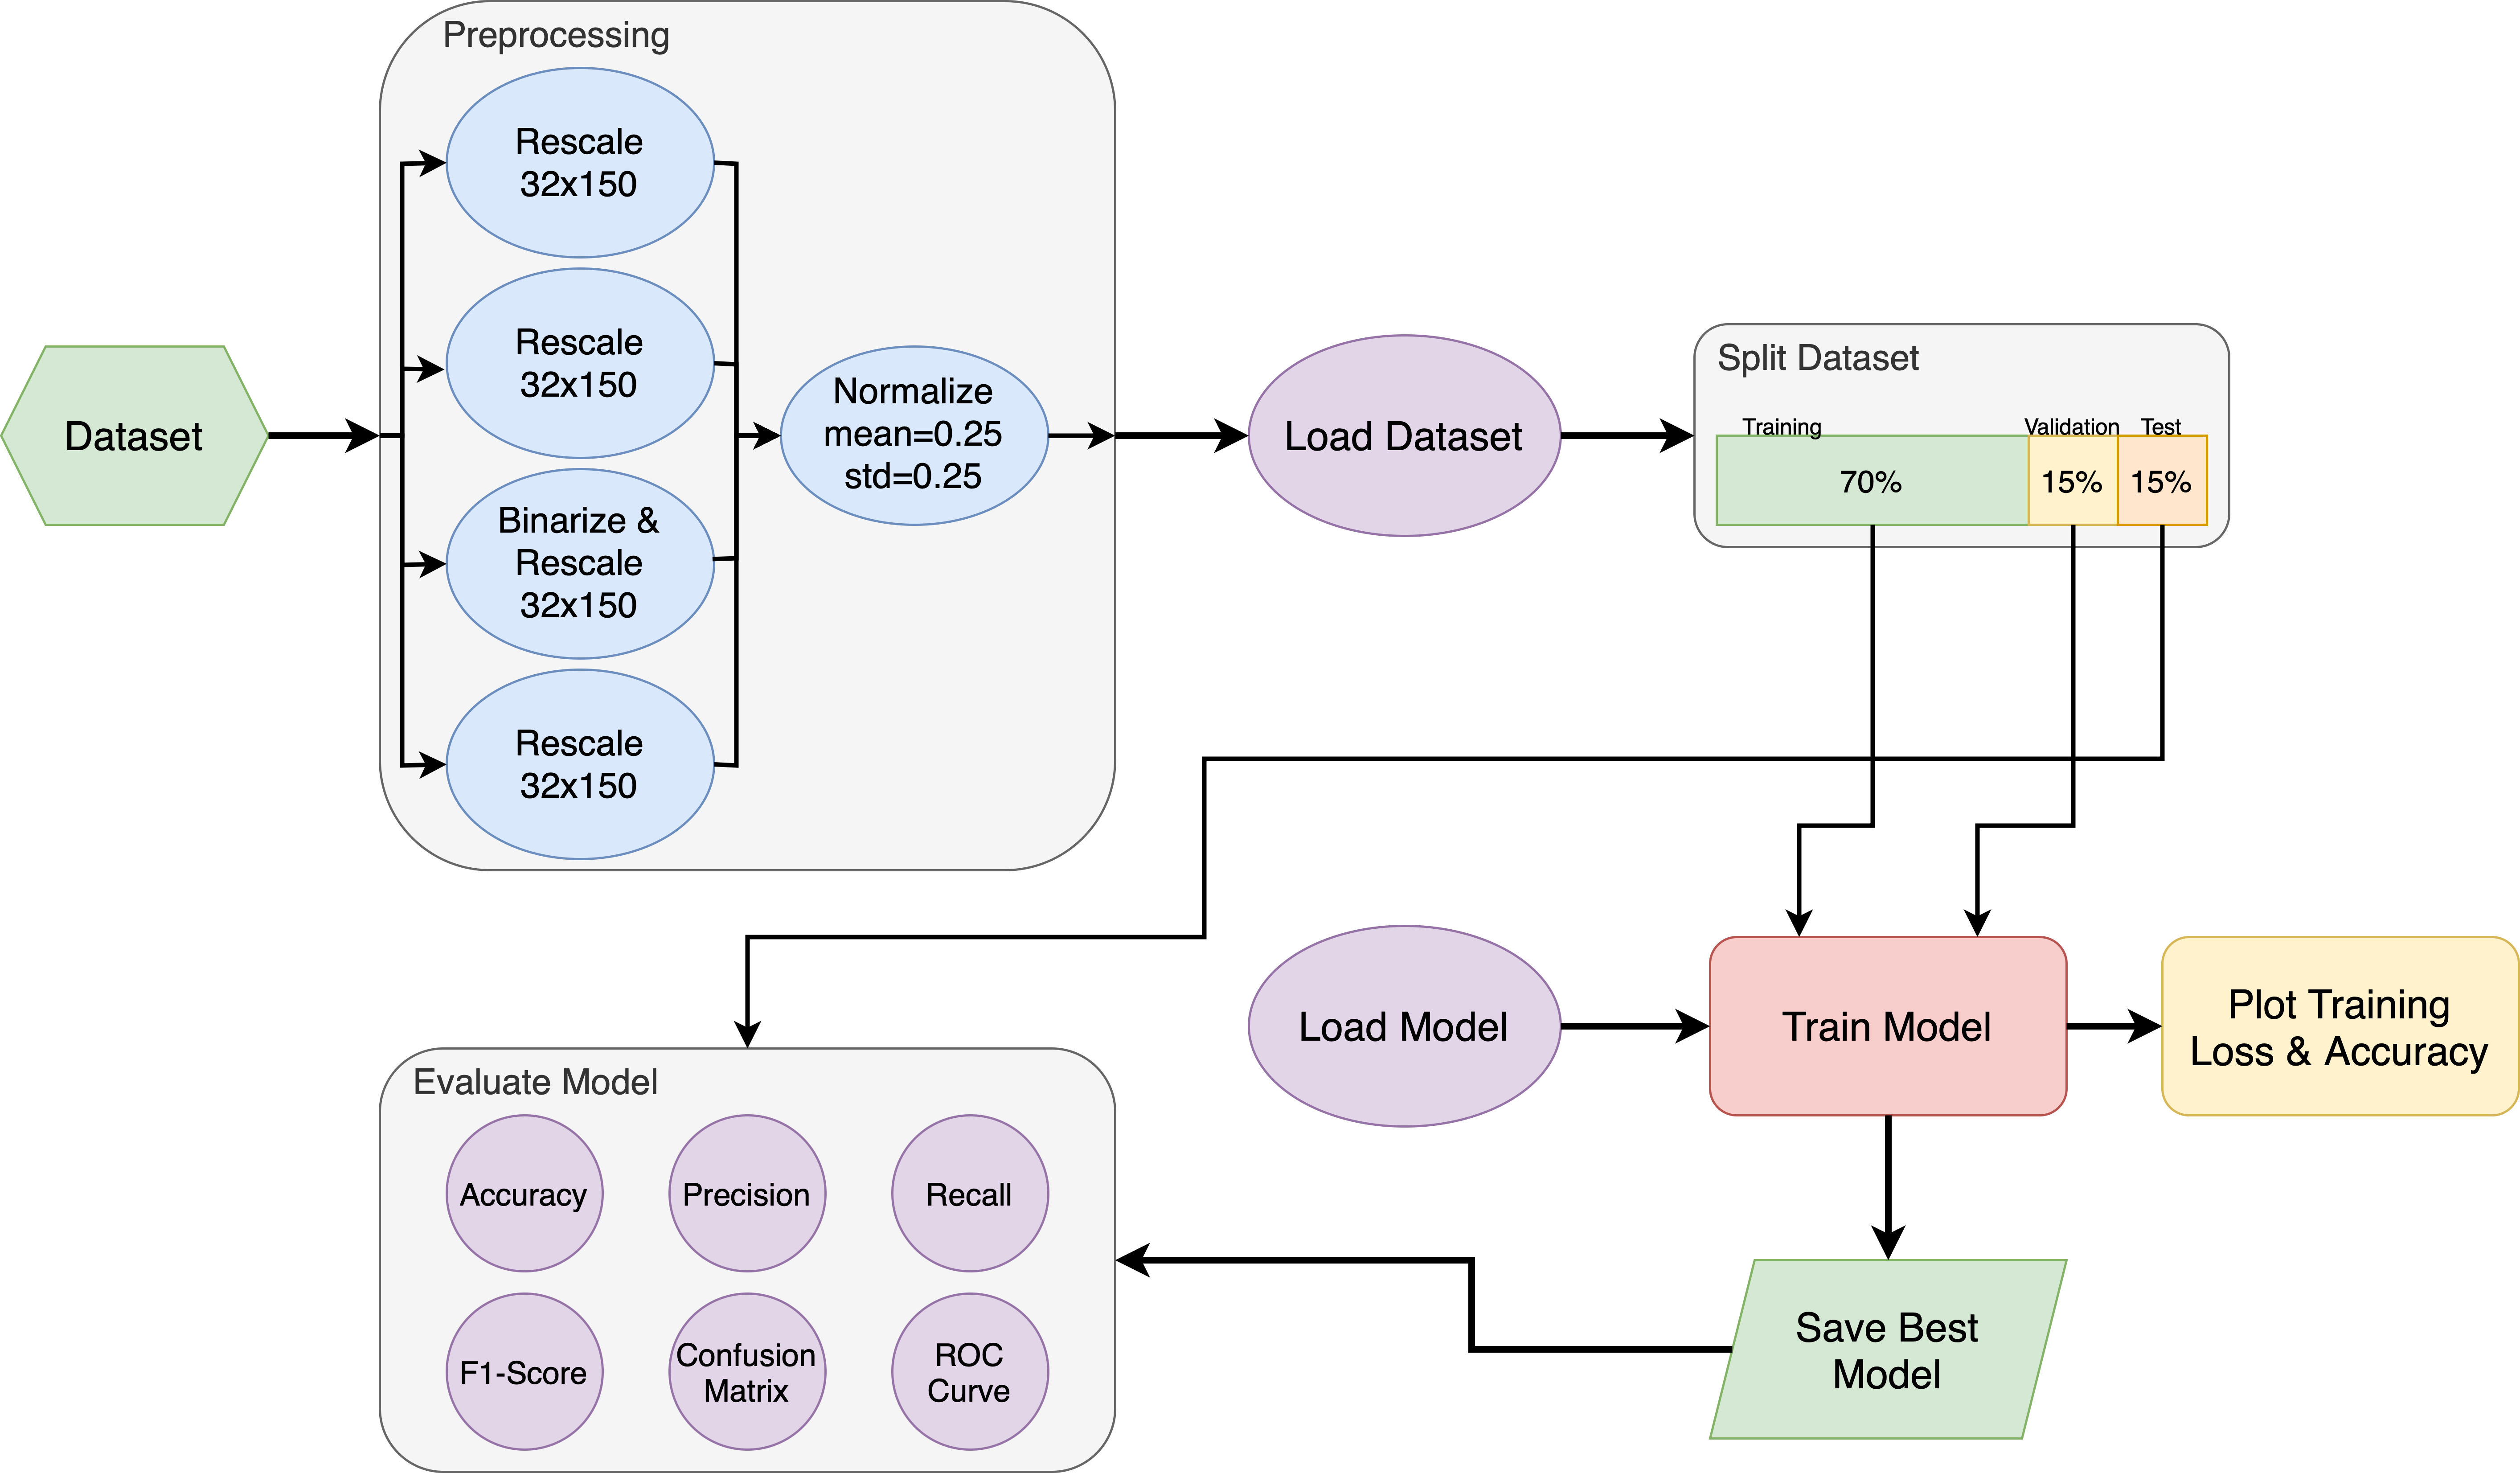 Preprocessing
Rescale
32x150
Rescale
32x150
Binarize &
Rescale
32x150
Rescale
32x150
Dataset
Normalize
mean=0.25
std=0.25
Load Dataset
Split Dataset
Training
Validation
Test
70%
15%
15%
Load Model
Train Model
Plot Training
Loss & Accuracy
Save Best
Model
Evaluate Model
Accuracy
Precision
Recall
F1-Score
Confusion
Matrix
ROC
Curve